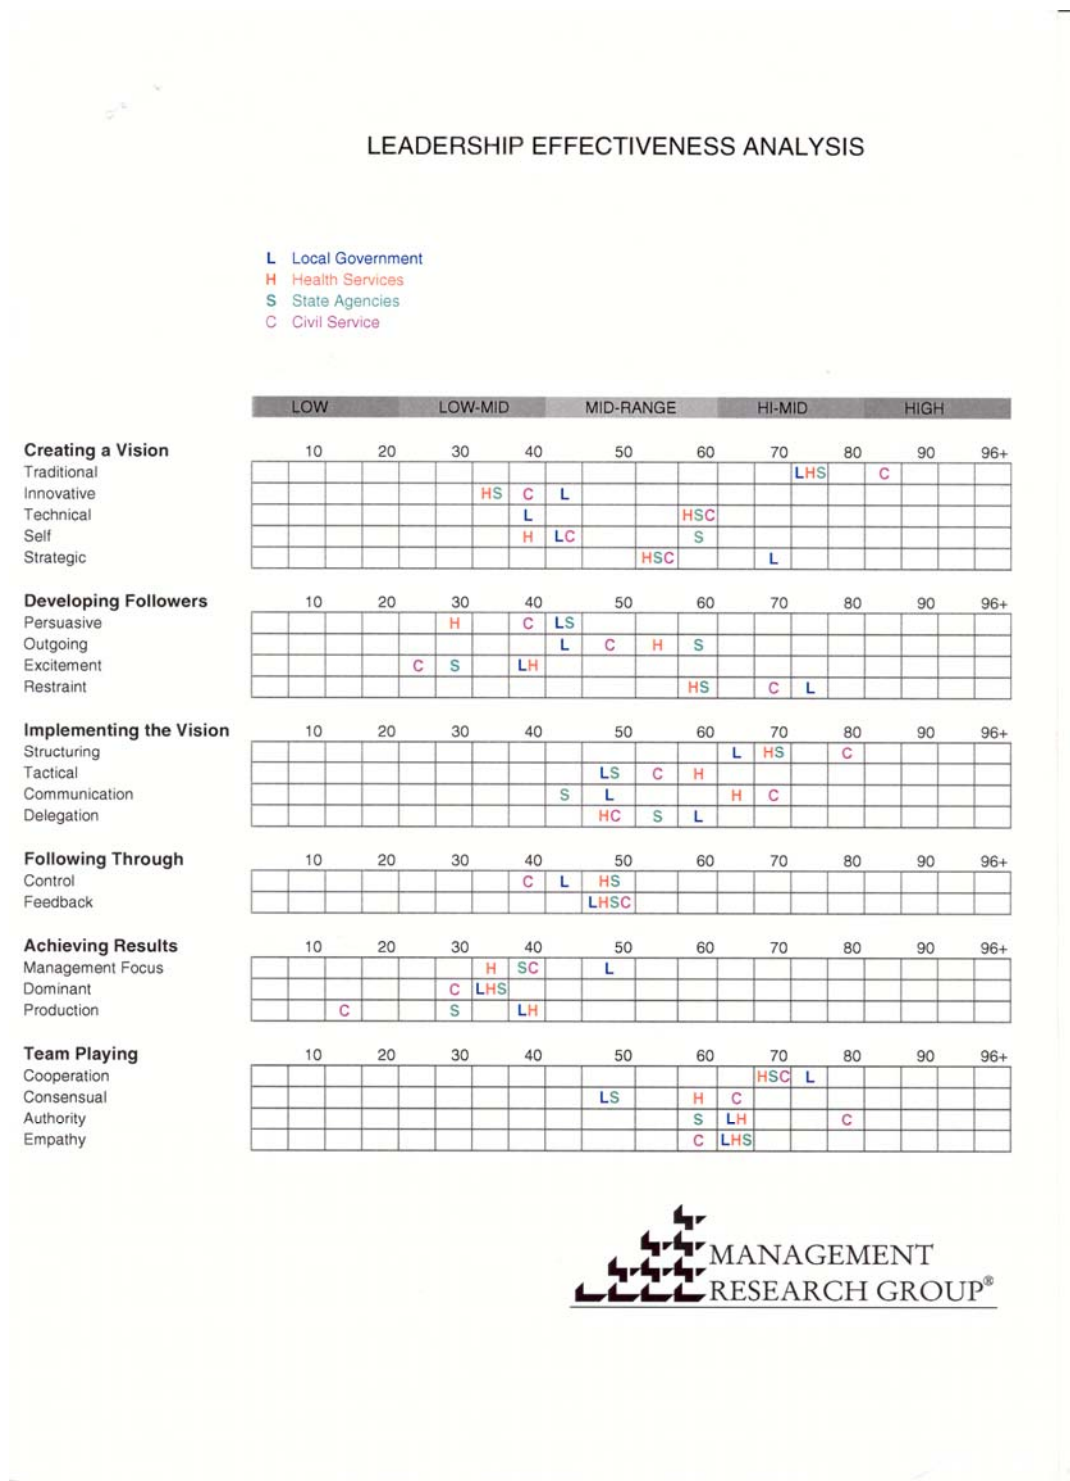 LEADERSHIP EFFECTIVENESS ANALYSIS
L Local Government
H Health Services
S State Agencies
C Civil Service
LOW LOW-MID MID-RANGE HI-MID HIGH
Creating a Vision 10 20 30 40 50 60 70 80 90 96+
Traditional LHS C
Innovative HS C L
Technical L HSC
Self H LC S
Strategic HSC L
Developing Followers 10 20 30 40 50 60 70 80 90 96+
Persuasive H C LS
Outgoing L C H S
Excitement C S LH
Restraint HS C L
Implementing the Vision 10 20 30 40 50 60 70 80 90 96+
Structuring L HS C
Tactical LS C H
Communication S L H C
Delegation HC S L
Following Through 10 20 30 40 50 60 70 80 90 96+
Control C L HS
Feedback LHSC
Achieving Results 10 20 30 40 50 60 70 80 90 96+
Management Focus H SC L
Dominant C LHS
Production C S LH
Team Playing 10 20 30 40 50 60 70 80 90 96+
Cooperation HSC L
Consensual LS H C
Authority S LH C
Empathy C LHS
MANAGEMENT
RESEARCH GROUP®